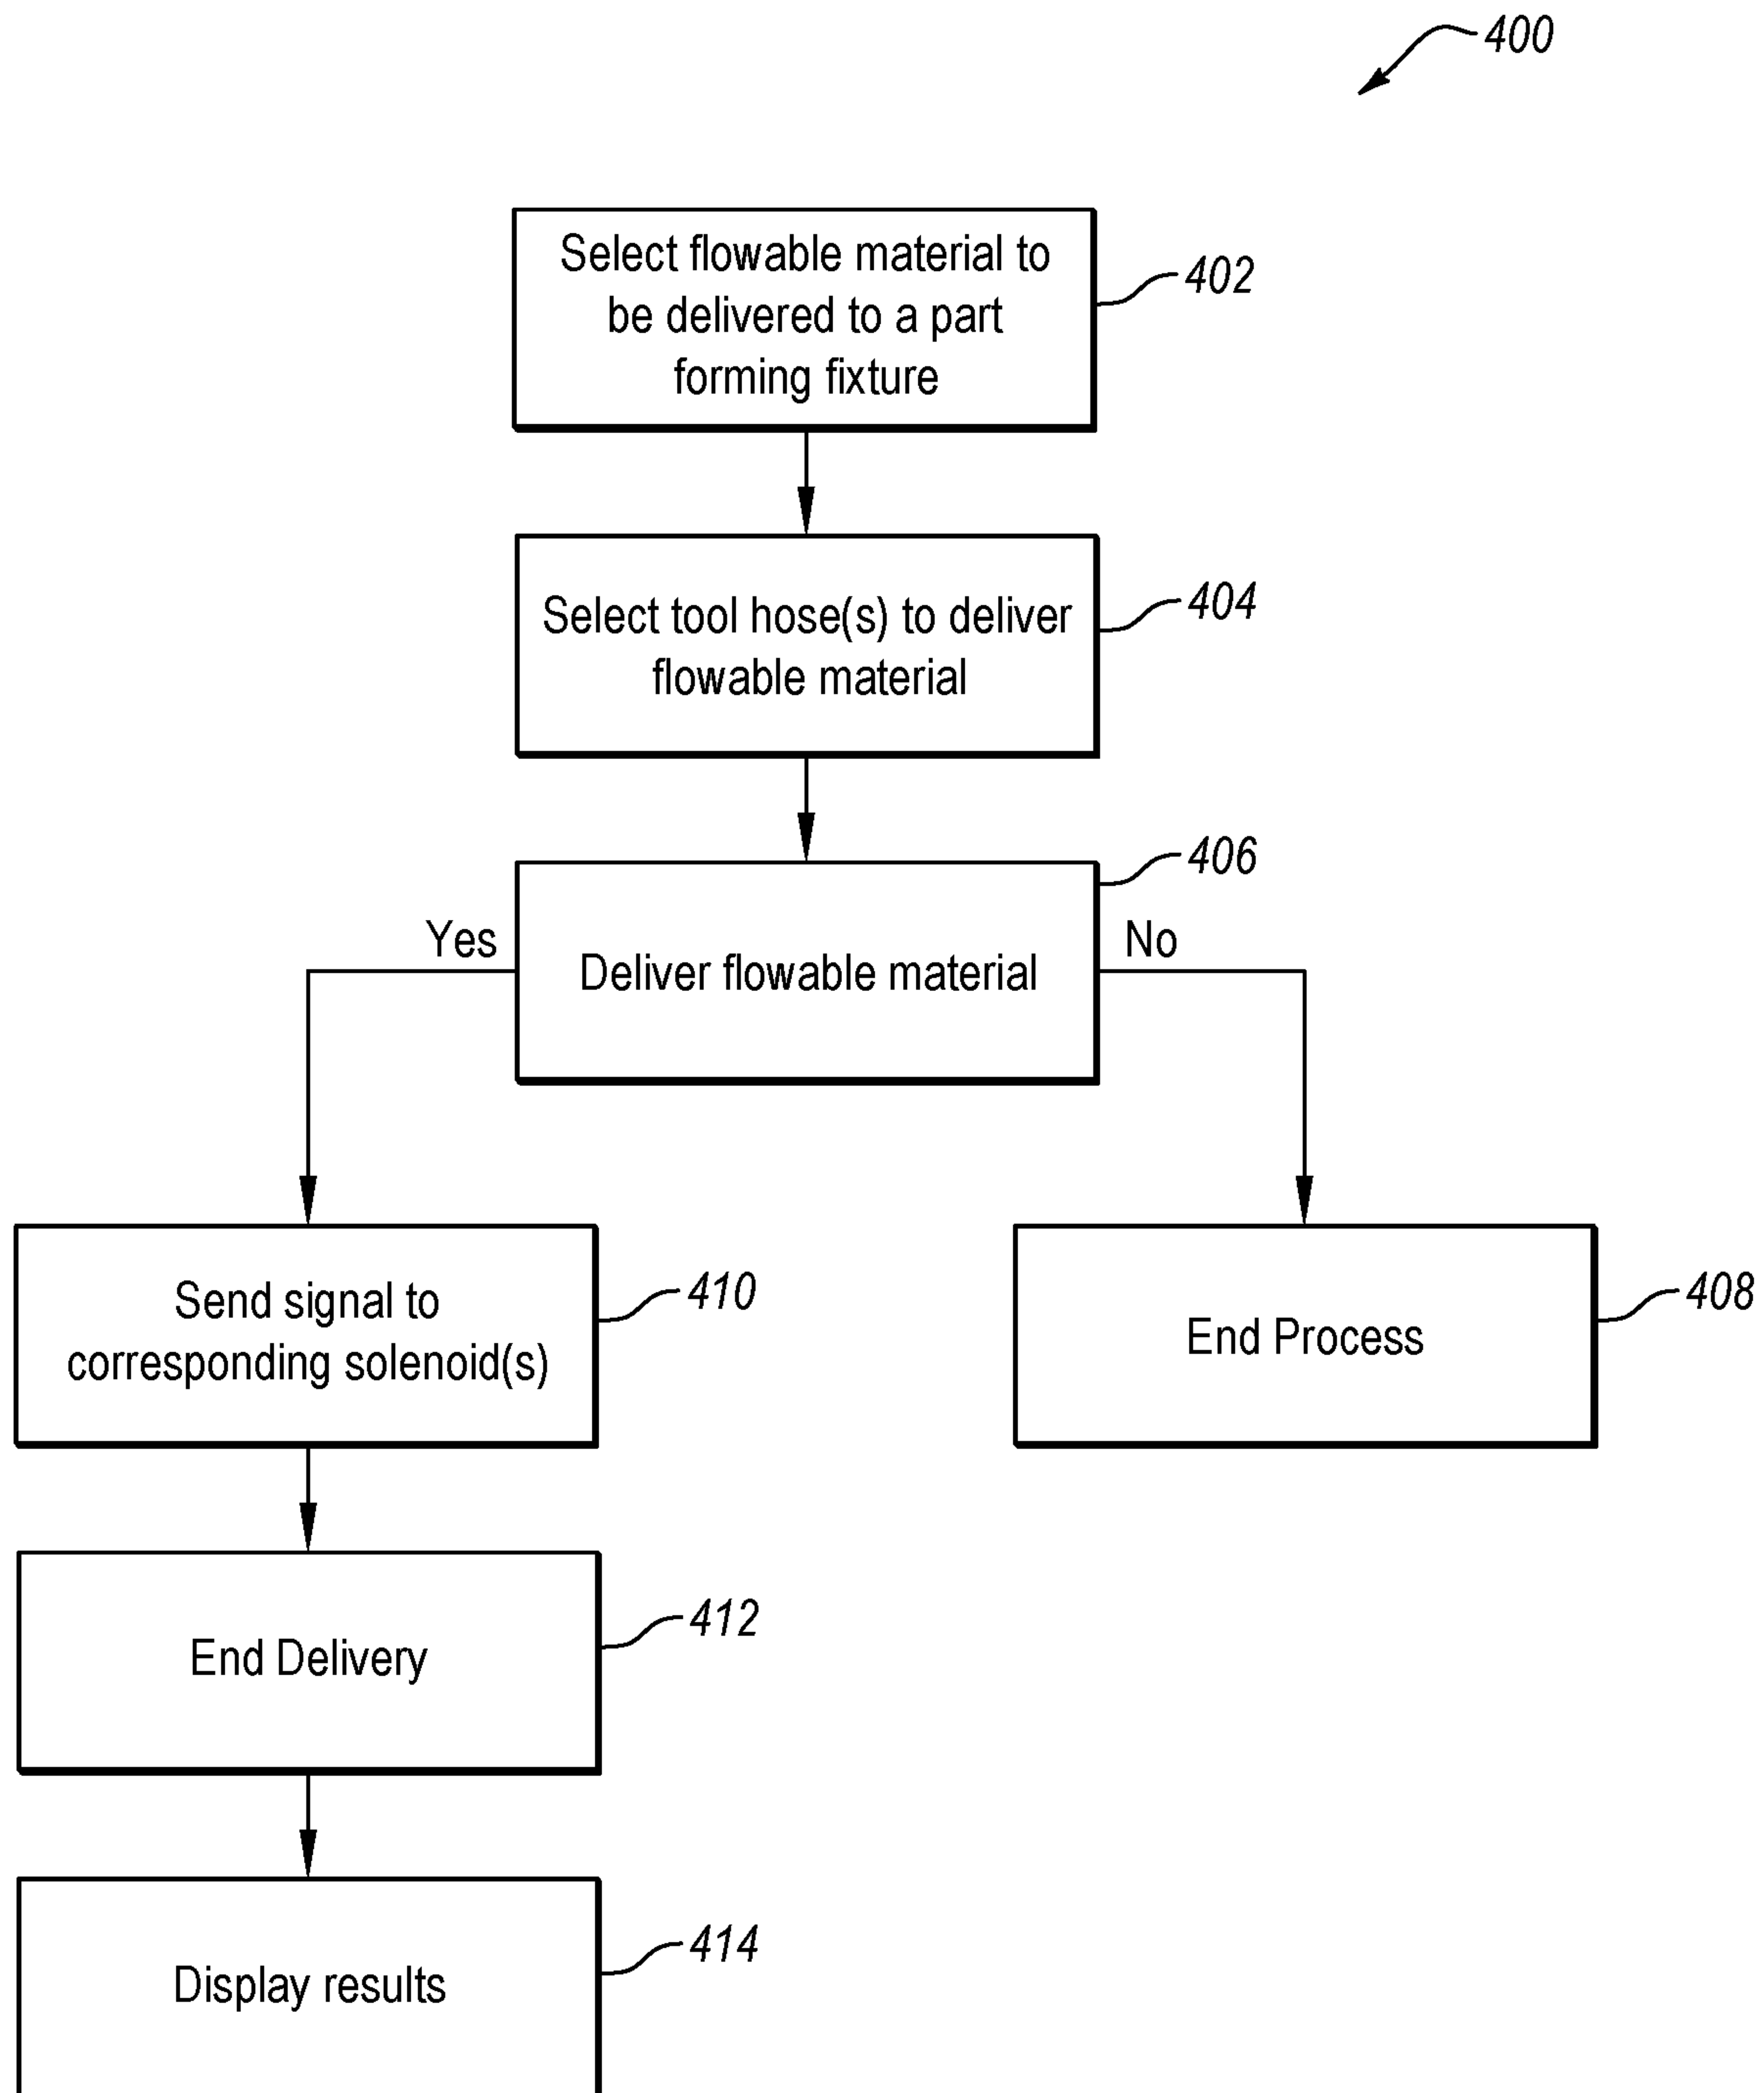 400
Select flowable material to
be delivered to a part
forming fixture
402
Select tool hose(s) to deliver
flowable material
404
406
Yes
Deliver flowable material
No
Send signal to
corresponding solenoid(s)
410
End Process
408
End Delivery
412
Display results
414